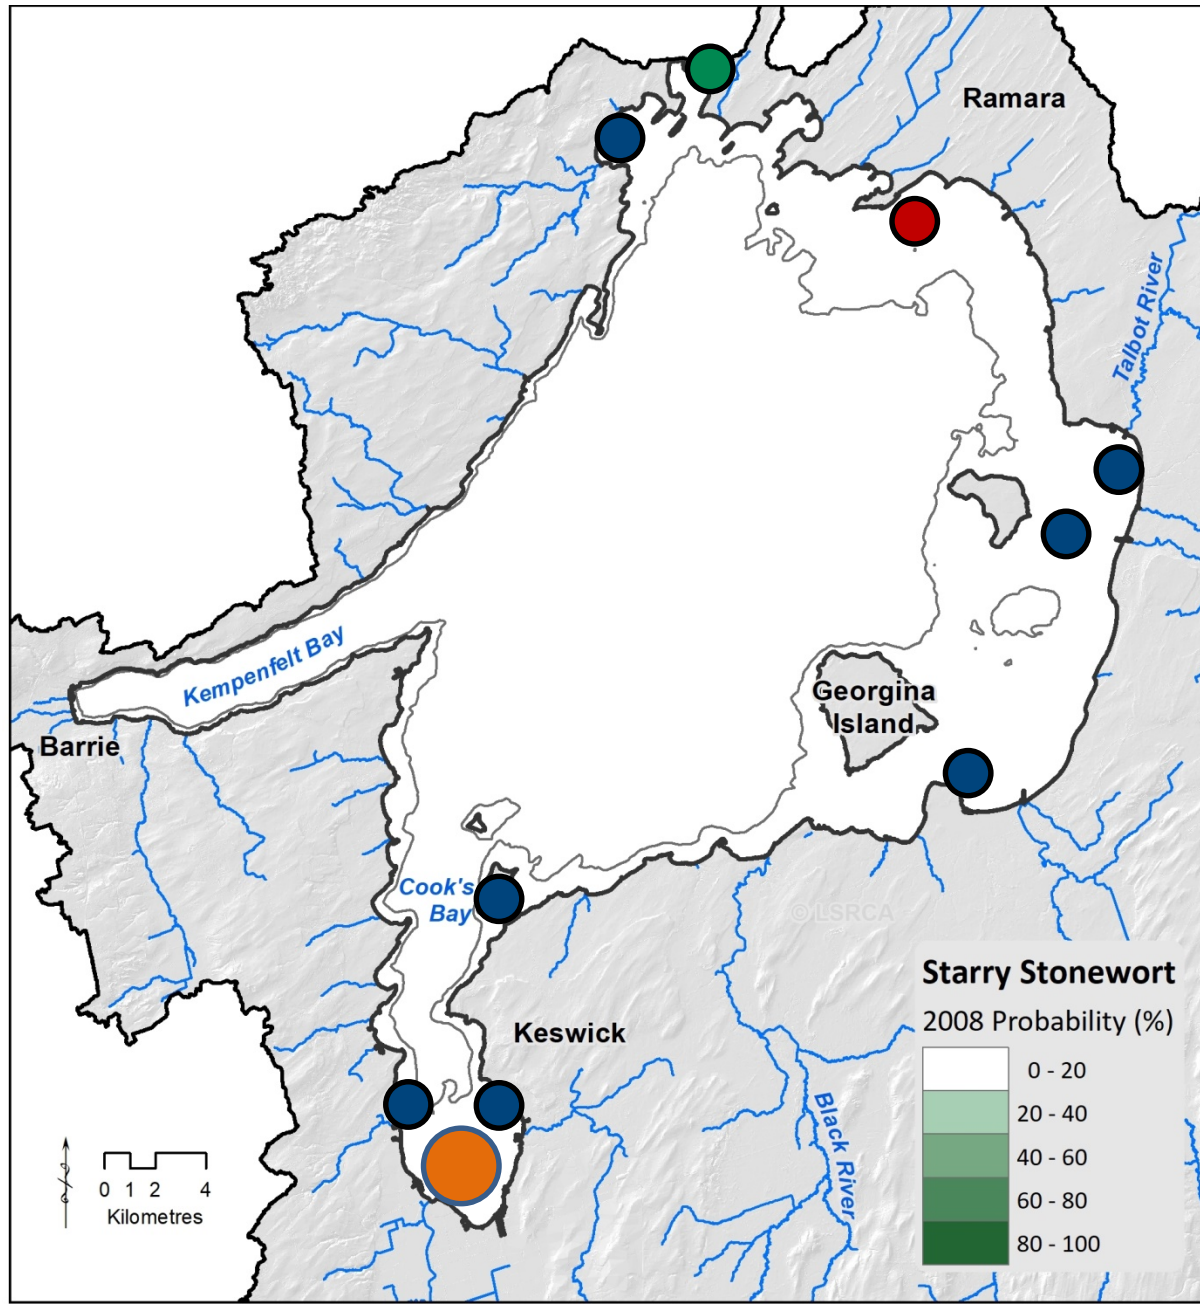 Ramara
Talbot River
Kempenfelt Bay
Georgina
Island
Barrie
Cook's
Bay
© LSRCA
Keswick
Black River
Starry Stonewort
2008 Probability (%)
0 - 20
20 - 40
40 - 60
60 - 80
80 - 100
0 1 2 4
Kilometres